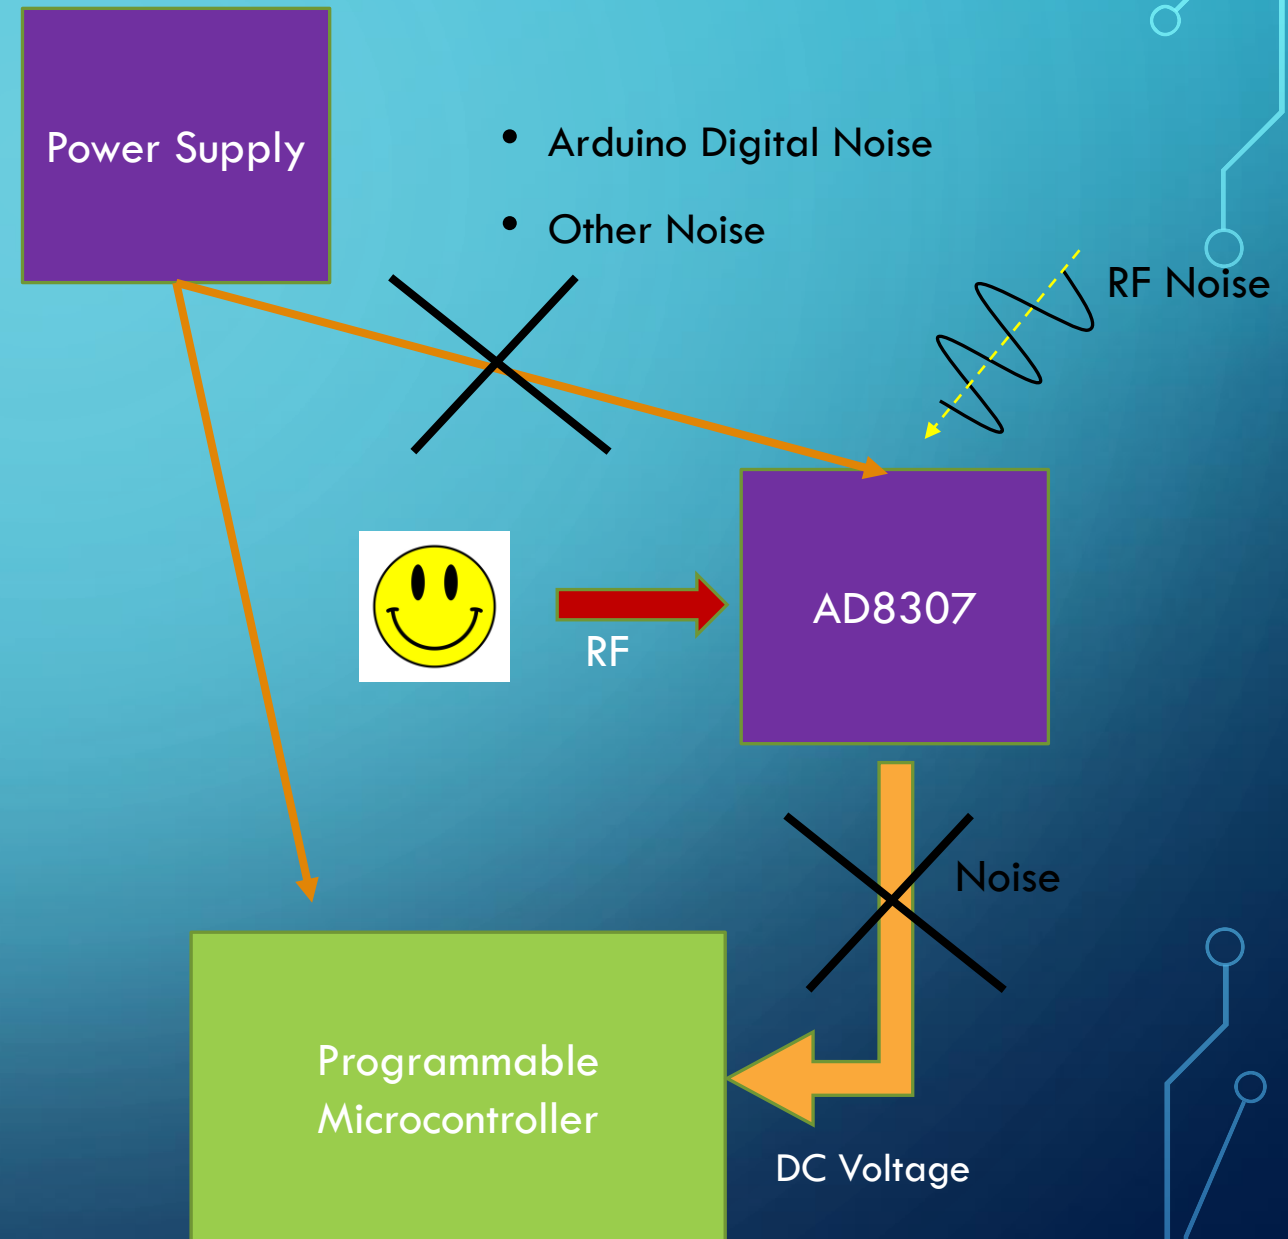 Power Supply
• Arduino Digital Noise
• Other Noise
RF Noise
AD8307
RF
Noise
Programmable
Microcontroller
DC Voltage